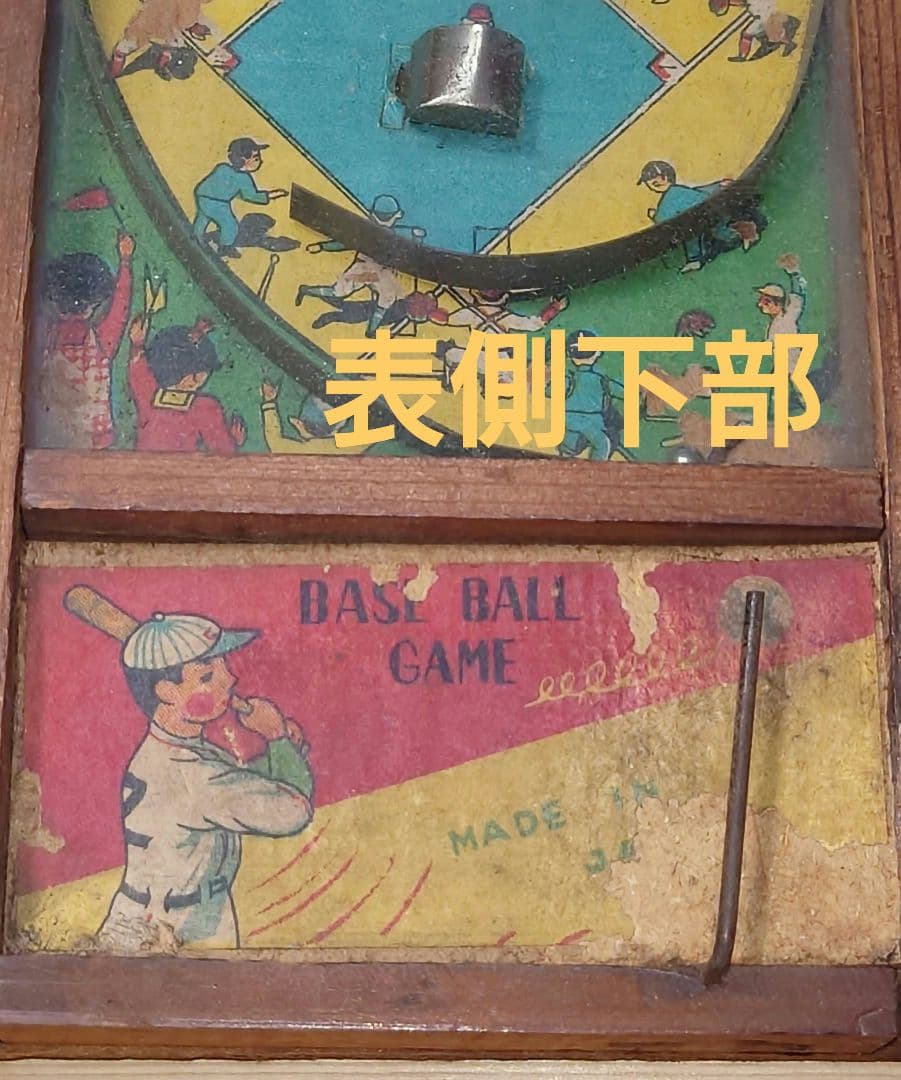 表側下部
BASE BALL
GAME
MADE IN